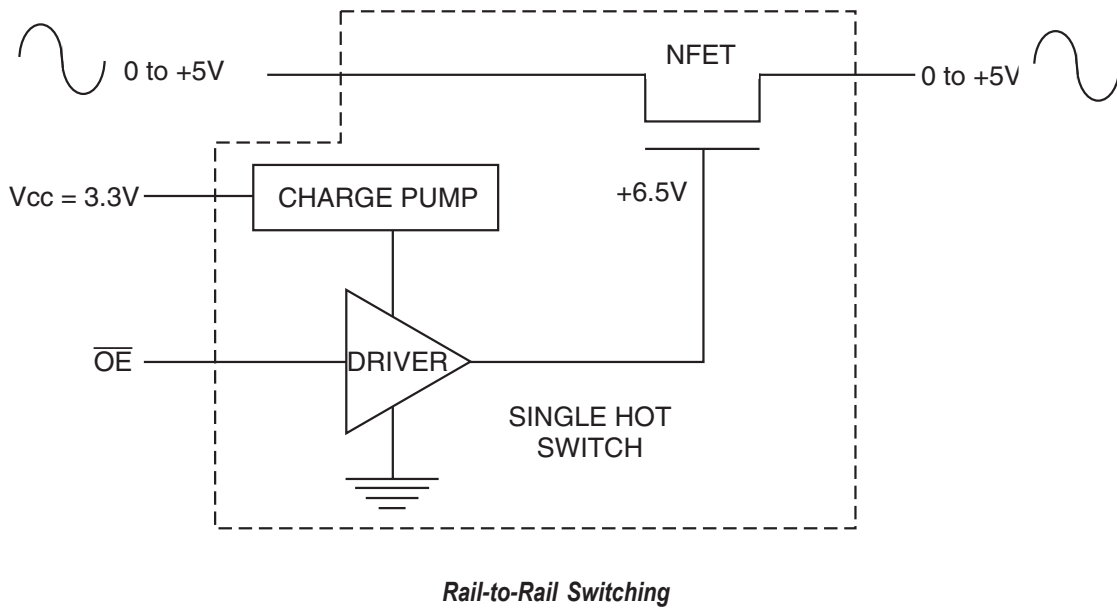 NFET
0 to +5V
0 to +5V
CHARGE PUMP
Vcc = 3.3V
+6.5V
OE
DRIVER
SINGLE HOT
SWITCH
Rail-to-Rail Switching